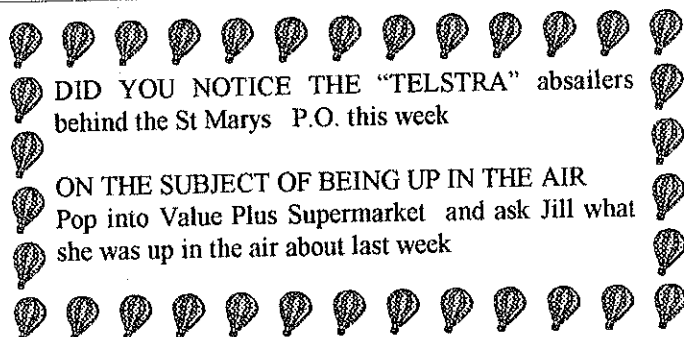 DID YOU NOTICE THE “TELSTRA” absailers
behind the St Marys P.O. this week
ON THE SUBJECT OF BEING UP IN THE AIR
Pop into Value Plus Supermarket and ask Jill what
she was up in the air about last week